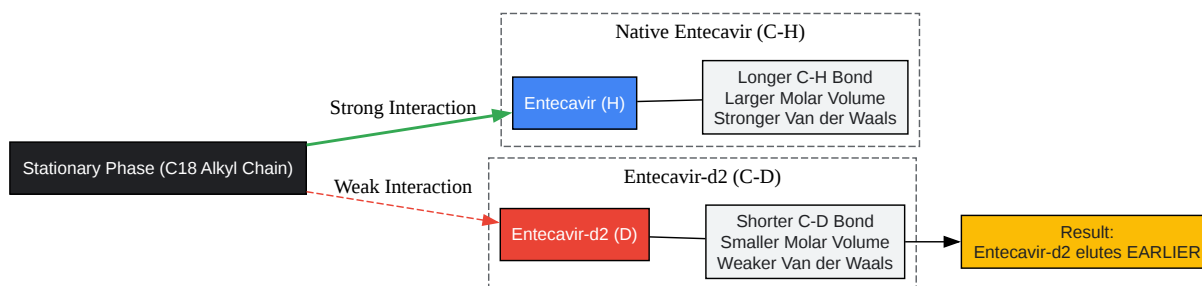 Native Entecavir (C-H)
Entecavir (H)
Longer C-H Bond
Larger Molar Volume
Stronger Van der Waals
Strong Interaction
Stationary Phase (C18 Alkyl Chain)
Weak Interaction
Entecavir-d2 (C-D)
Entecavir-d2 (D)
Shorter C-D Bond
Smaller Molar Volume
Weaker Van der Waals
Result:
Entecavir-d2 elutes EARLIER